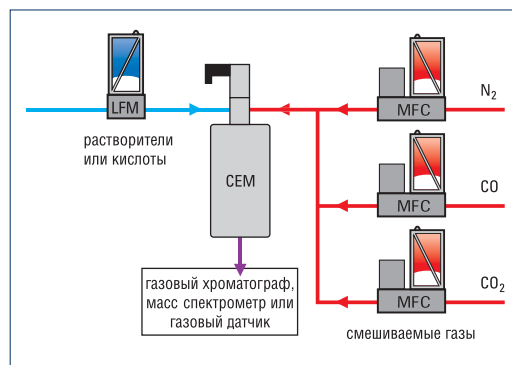 LFM
растворители
или кислоты
CEM
газовый хроматограф,
масс спектрометр или
газовый датчик
MFC
N₂
MFC
CO
MFC
CO₂
смешиваемые газы